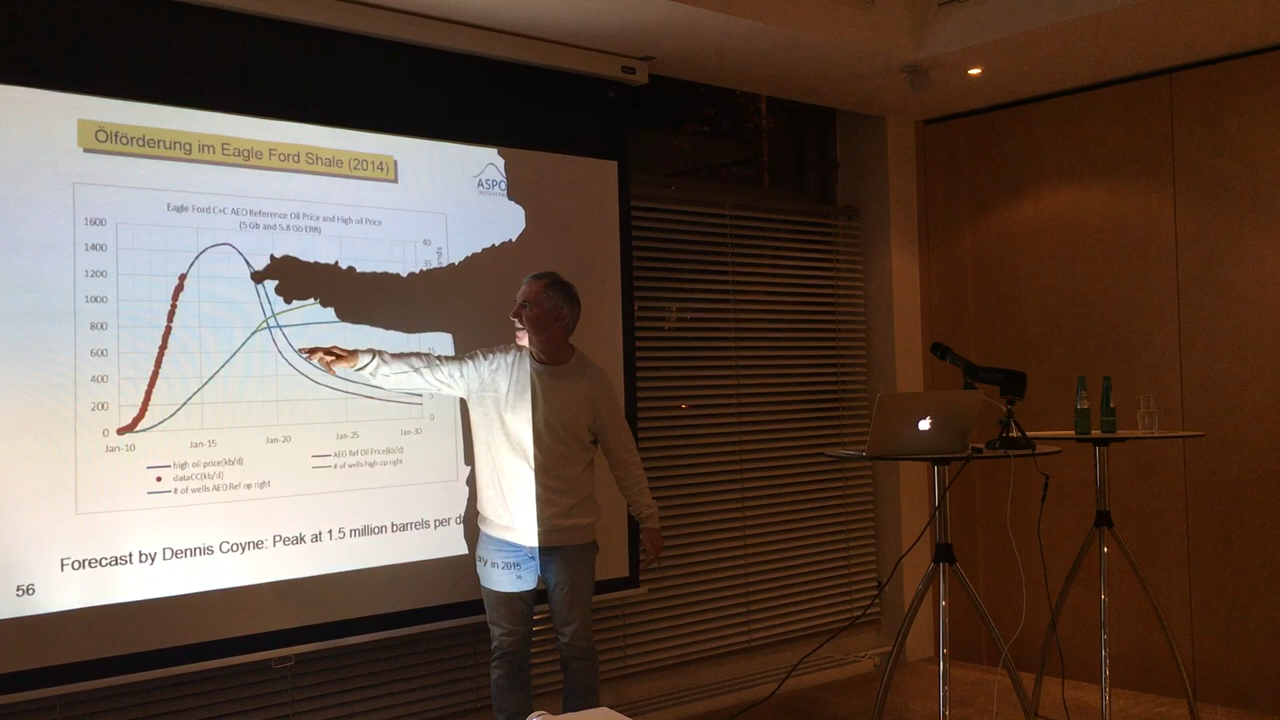 Ölförderung im Eagle Ford Shale (2014)
ASPO
Eagle Ford C+C AEO Reference Oil Price and High oil Price
(5 Gb and 5.8 Gb ERR)
1600
1400
1200
1000
800
600
400
200
0
40
35
15
5
0
Jan-10
Jan-15
Jan-20
Jan-25
Jan-30
high oil price(kb/d)
AEO Ref Oil Price(kb/d)
dataCC(kb/d)
# of wells high op right
# of wells AEO Ref op right
Forecast by Dennis Coyne: Peak at 1.5 million barrels per day in 2015
56
56